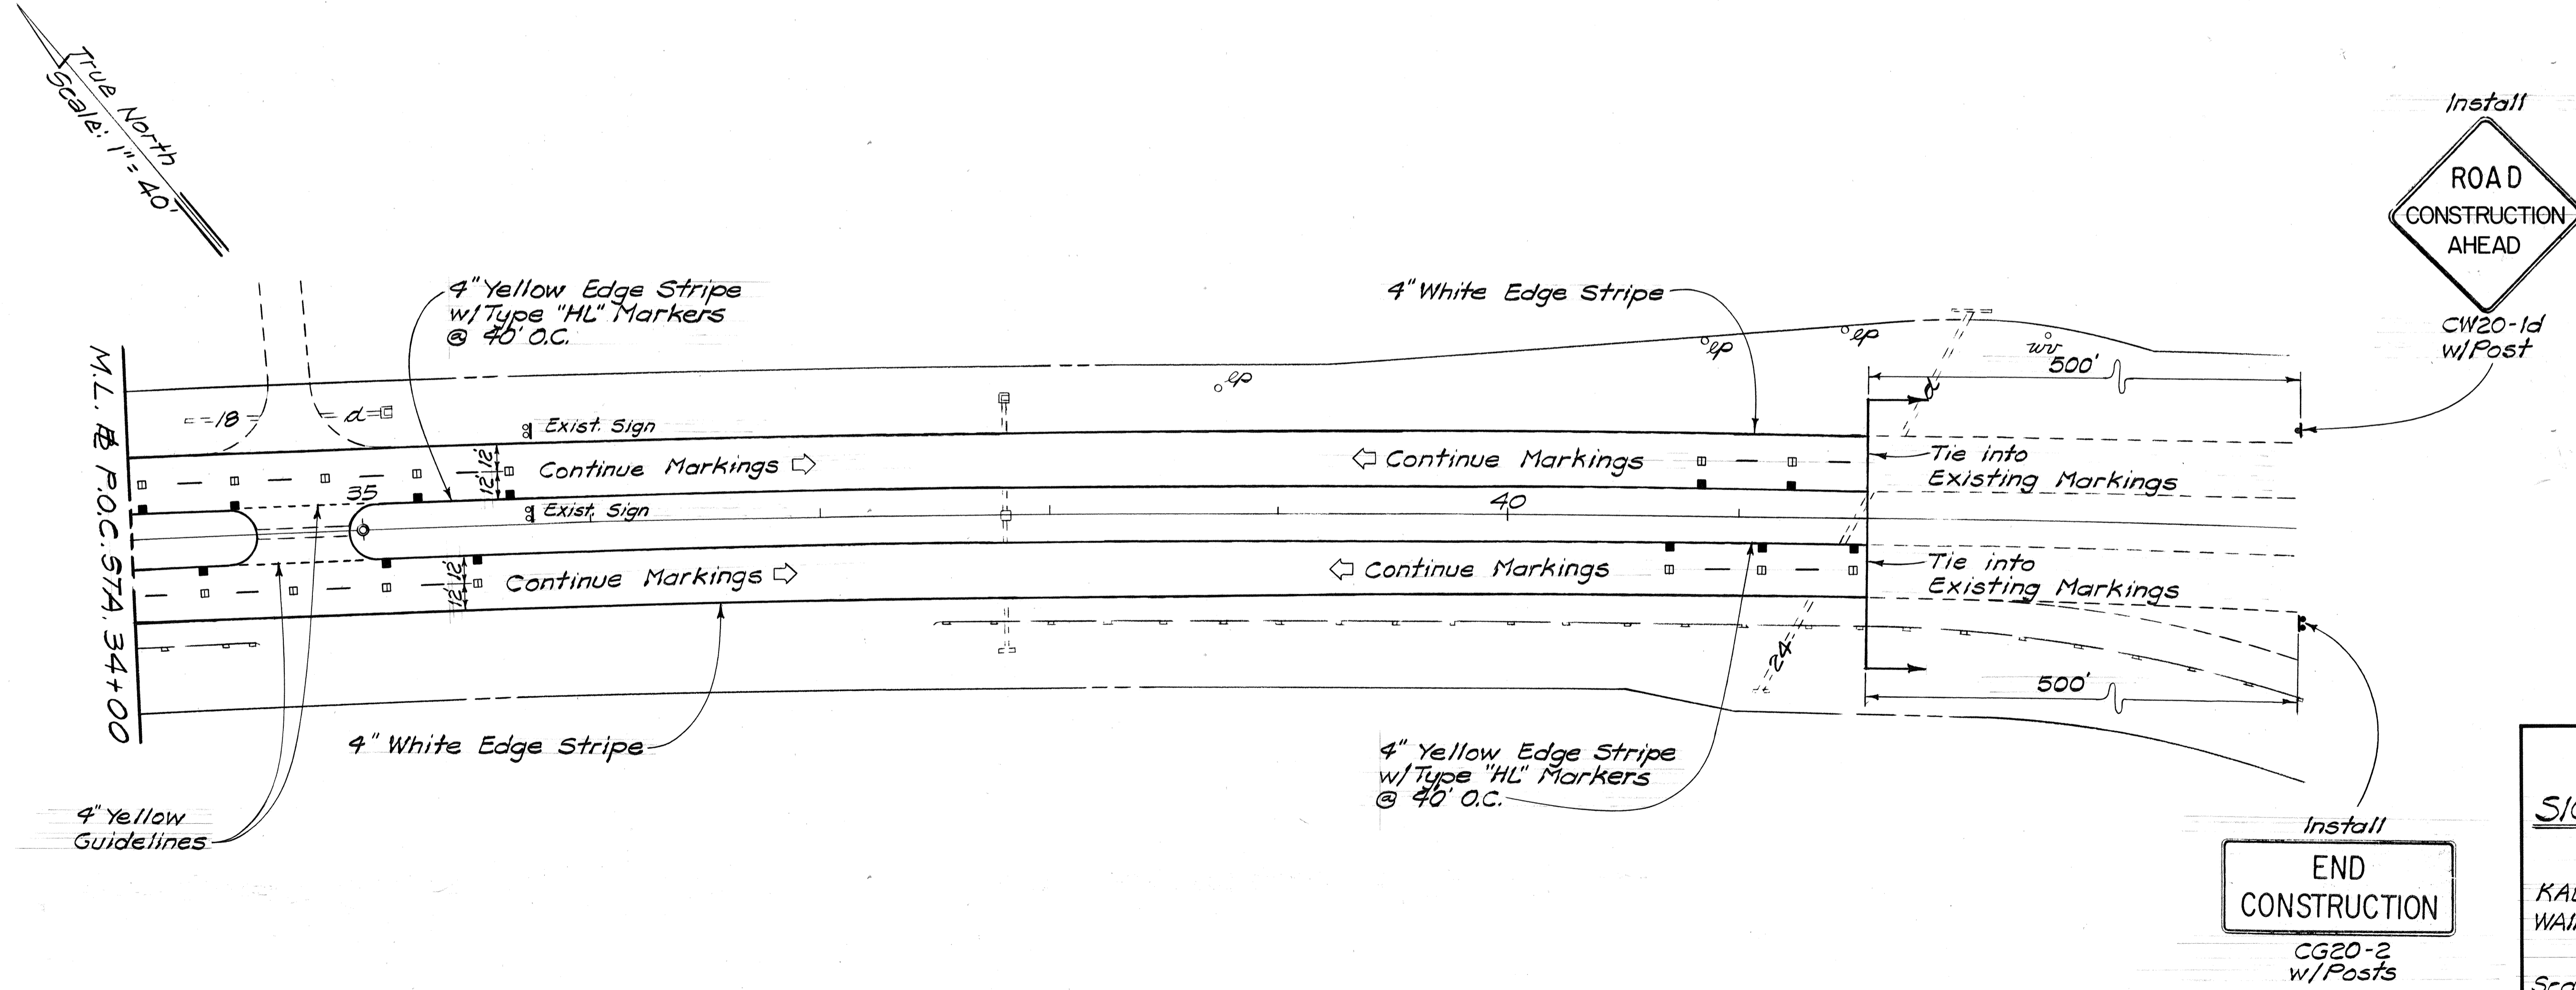 True North
Scale: 1" = 40'
Install
ROAD
CONSTRUCTION
AHEAD
CW20-1d
w/Post
4" Yellow Edge Stripe
w/Type "HL" Markers
@ 40' O.C.
4" White Edge Stripe
ep
ep
ep
wv
500'
M.L. ℄ P.O.C. STA. 34+00
18
d
d
Exist. Sign
12'
12'
Continue Markings
Continue Markings
Tie into
Existing Markings
35
Exist. Sign
40
12'
12'
Continue Markings
Continue Markings
Tie into
Existing Markings
24
500'
4" White Edge Stripe
4" Yellow Edge Stripe
w/Type "HL" Markers
@ 40' O.C.
4" Yellow
Guidelines
Install
END
CONSTRUCTION
CG20-2
w/Posts